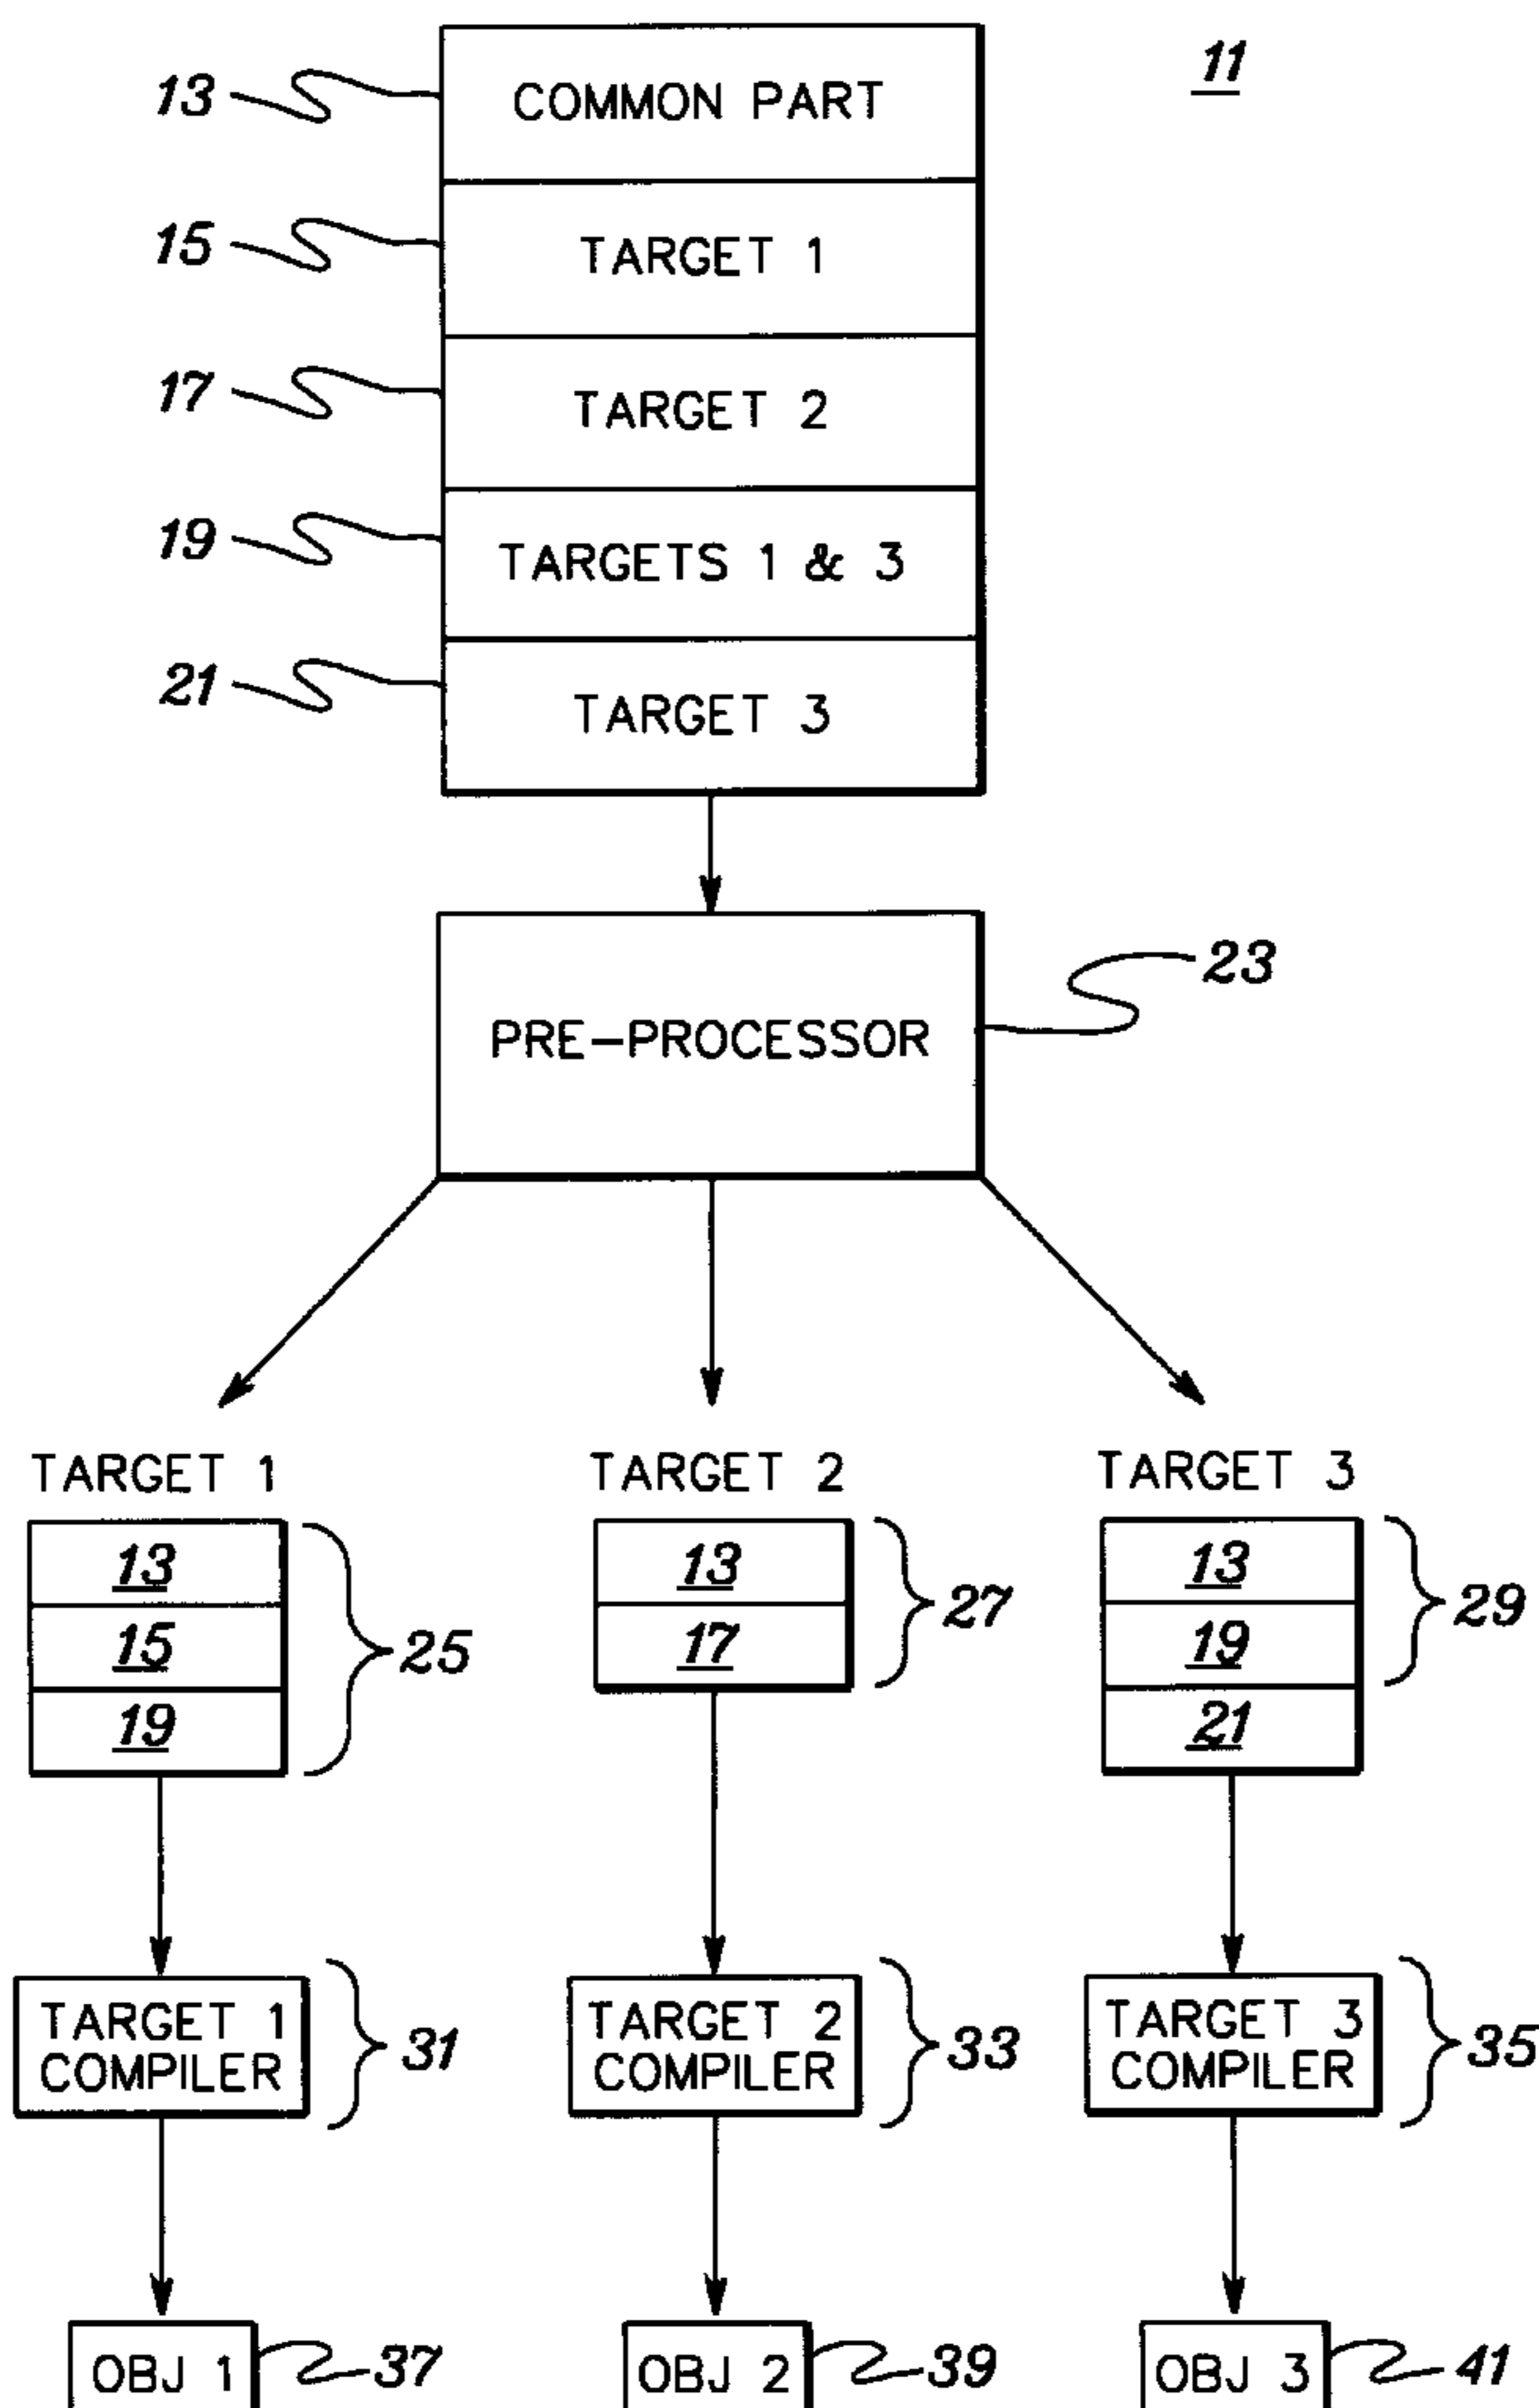 11
13 COMMON PART
15 TARGET 1
17 TARGET 2
19 TARGETS 1 & 3
21 TARGET 3
PRE-PROCESSOR 23
TARGET 1 TARGET 2 TARGET 3
13 13 13
15 17 19
19 21
25 27 29
TARGET 1
COMPILER
31
TARGET 2
COMPILER
33
TARGET 3
COMPILER
35
OBJ 1 37
OBJ 2 39
OBJ 3 41